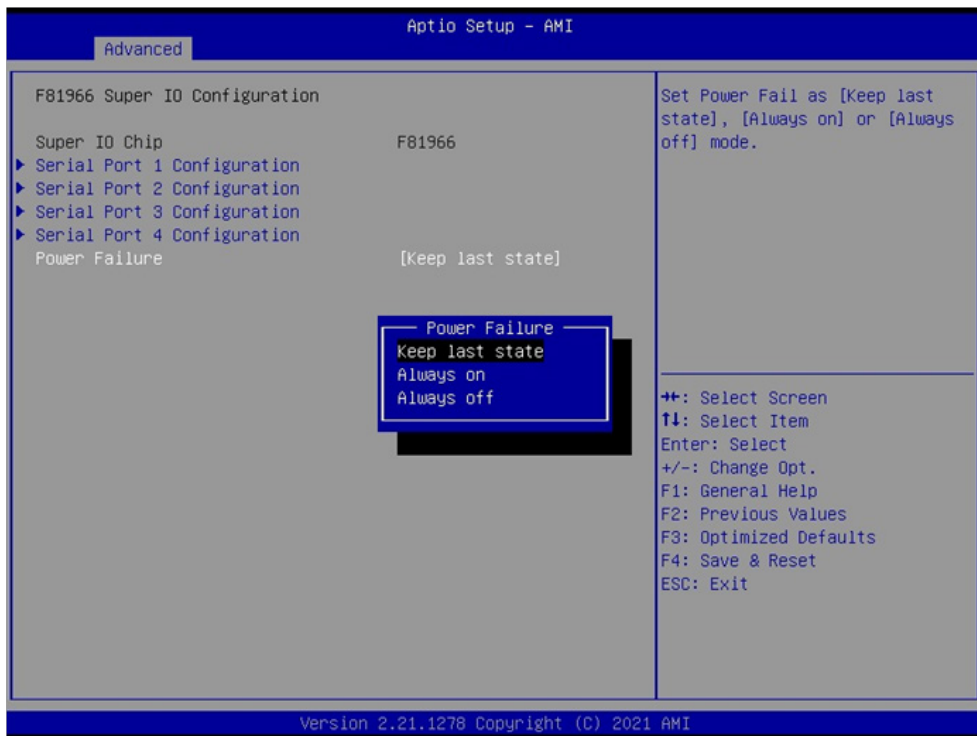 Aptio Setup – AMI
Advanced
F81966 Super IO Configuration
Super IO Chip F81966
Serial Port 1 Configuration
Serial Port 2 Configuration
Serial Port 3 Configuration
Serial Port 4 Configuration
Power Failure [Keep last state]
Power Failure
Keep last state
Always on
Always off
Set Power Fail as [Keep last
state], [Always on] or [Always
off] mode.
→←: Select Screen
↑↓: Select Item
Enter: Select
+/-: Change Opt.
F1: General Help
F2: Previous Values
F3: Optimized Defaults
F4: Save & Reset
ESC: Exit
Version 2.21.1278 Copyright (C) 2021 AMI